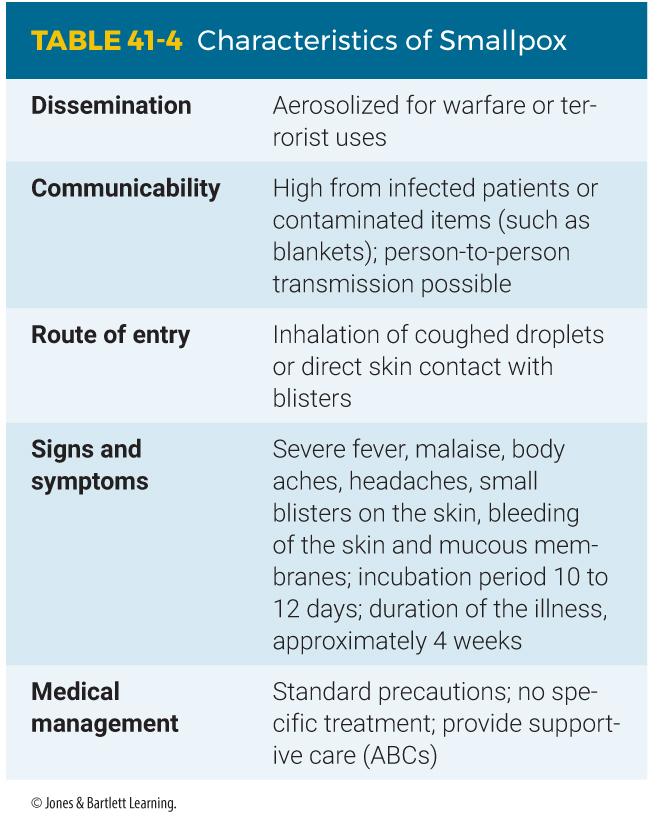 TABLE 41-4 Characteristics of Smallpox
Dissemination
Aerosolized for warfare or ter-
rorist uses
Communicability
High from infected patients or
contaminated items (such as
blankets); person-to-person
transmission possible
Route of entry
Inhalation of coughed droplets
or direct skin contact with
blisters
Signs and
symptoms
Severe fever, malaise, body
aches, headaches, small
blisters on the skin, bleeding
of the skin and mucous mem-
branes; incubation period 10 to
12 days; duration of the illness,
approximately 4 weeks
Medical
management
Standard precautions; no spe-
cific treatment; provide support-
ive care (ABCs)
© Jones & Bartlett Learning.